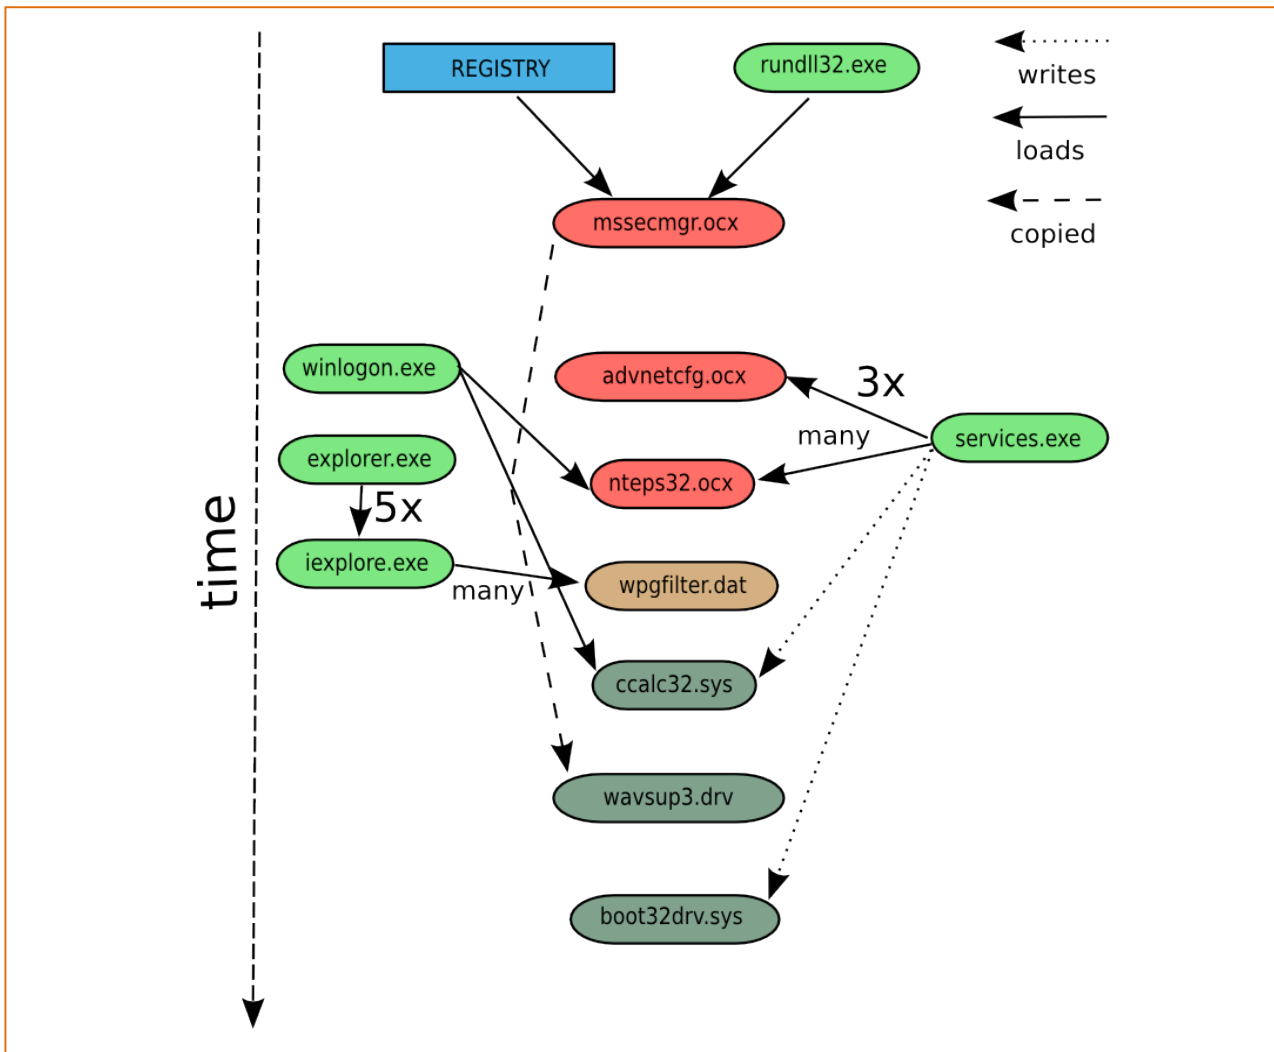 REGISTRY
rundll32.exe
writes
loads
copied
mssecmgr.ocx
winlogon.exe
advnetcfg.ocx
3x
many
services.exe
explorer.exe
nteps32.ocx
5x
time
iexplore.exe
many
wpgfilter.dat
ccalc32.sys
wavsup3.drv
boot32drv.sys